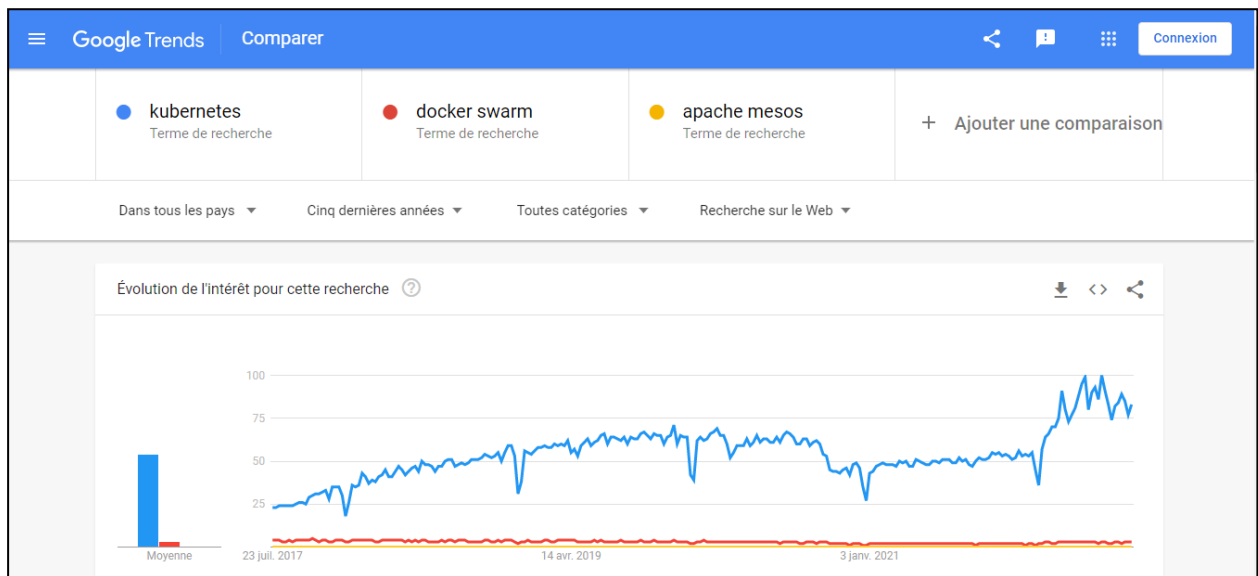 Google Trends Comparer Connexion
kubernetes
Terme de recherche
docker swarm
Terme de recherche
apache mesos
Terme de recherche
+ Ajouter une comparaison
Dans tous les pays Cinq dernières années Toutes catégories Recherche sur le Web
Évolution de l'intérêt pour cette recherche ?
100
75
50
25
Moyenne 23 juil. 2017 14 avr. 2019 3 janv. 2021